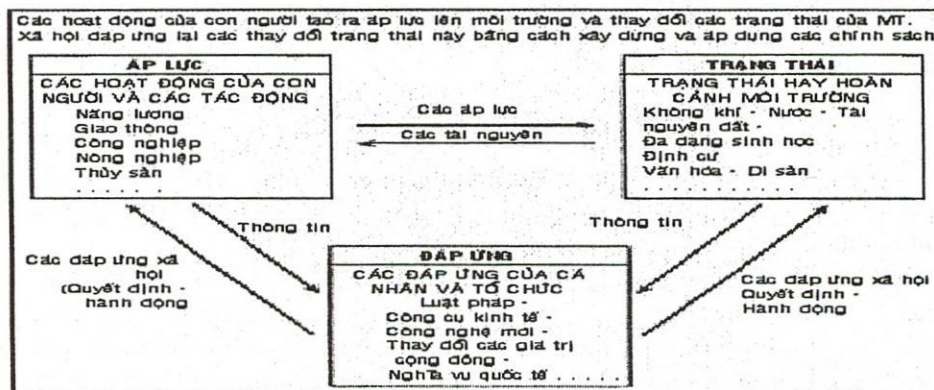 Các hoạt động của con người tạo ra áp lực lên môi trường và thay đổi các trạng thái của MT.
Xã hội đáp ứng lại các thay đổi trạng thái này bằng cách xây dựng và áp dụng các chính sách
ÁP LỰC
CÁC HOẠT ĐỘNG CỦA CON
NGƯỜI VÀ CÁC TÁC ĐỘNG
Năng lương
Giao thông
Công nghiệp
Nông nghiệp
Thủy sản
. . . . . . .
Các áp lực
Các tài nguyên
TRẠNG THÁI
TRẠNG THÁI HAY HOÀN
CẢNH MÔI TRƯỜNG
Không khí - Nước - Tài
nguyên đất -
Đa dạng sinh học
Định cư
Văn hóa - Di sản
. . . . . . . . . . .
Thông tin
Thông tin
Các đáp ứng xã
hội
(Quyết định -
hành động
ĐÁP ỨNG
CÁC ĐÁP ỨNG CỦA CÁ
NHÂN VÀ TỔ CHỨC
Luật pháp -
Công cụ kinh tế -
Công nghệ mới -
Thay đổi các giá trị
cộng đồng -
Nghĩa vụ quốc tế . . . . . .
Các đáp ứng xã hội
Quyết định -
Hành động